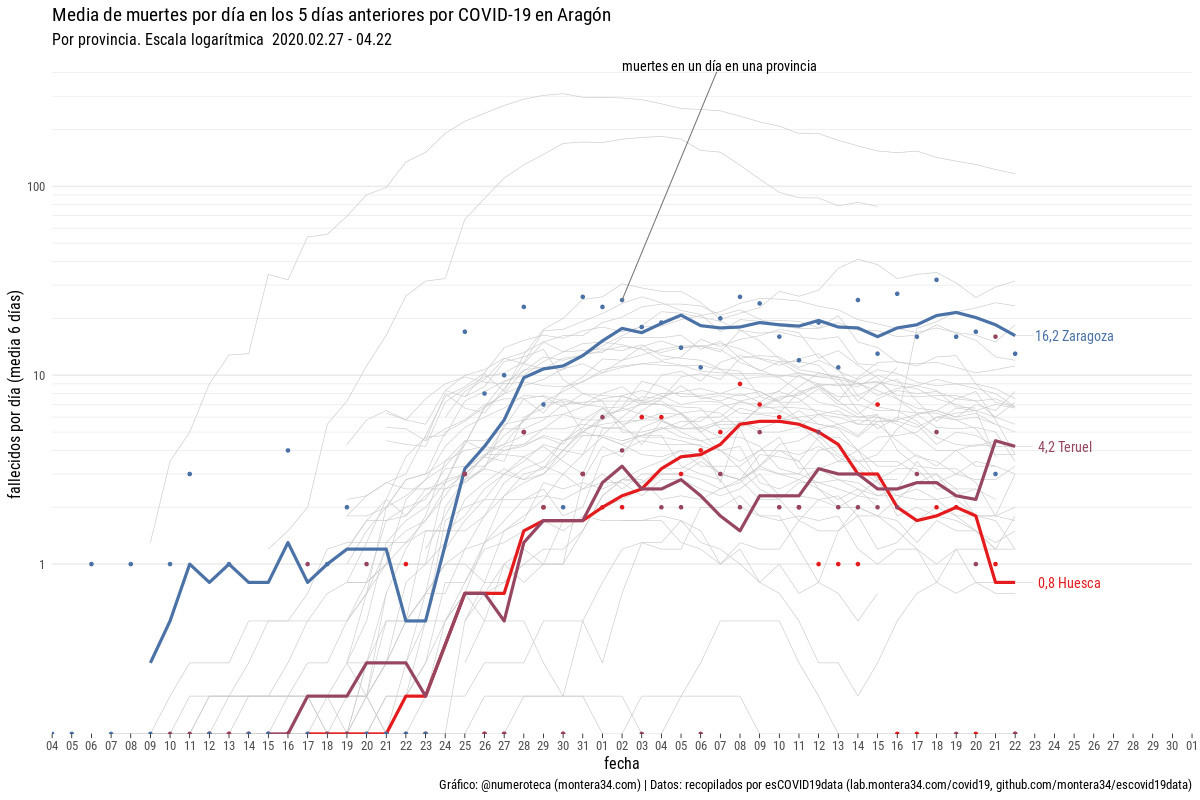 Media de muertes por día en los 5 días anteriores por COVID-19 en Aragón
Por provincia. Escala logarítmica  2020.02.27 - 04.22
muertes en un día en una provincia
100
10
1
fallecidos por día (media 6 días)
16,2 Zaragoza
4,2 Teruel
0,8 Huesca
04 05 06 07 08 09 10 11 12 13 14 15 16 17 18 19 20 21 22 23 24 25 26 27 28 29 30 31 01 02 03 04 05 06 07 08 09 10 11 12 13 14 15 16 17 18 19 20 21 22 23 24 25 26 27 28 29 30 01
fecha
Gráfico: @numeroteca (montera34.com) | Datos: recopilados por esCOVID19data (lab.montera34.com/covid19, github.com/montera34/escovid19data)